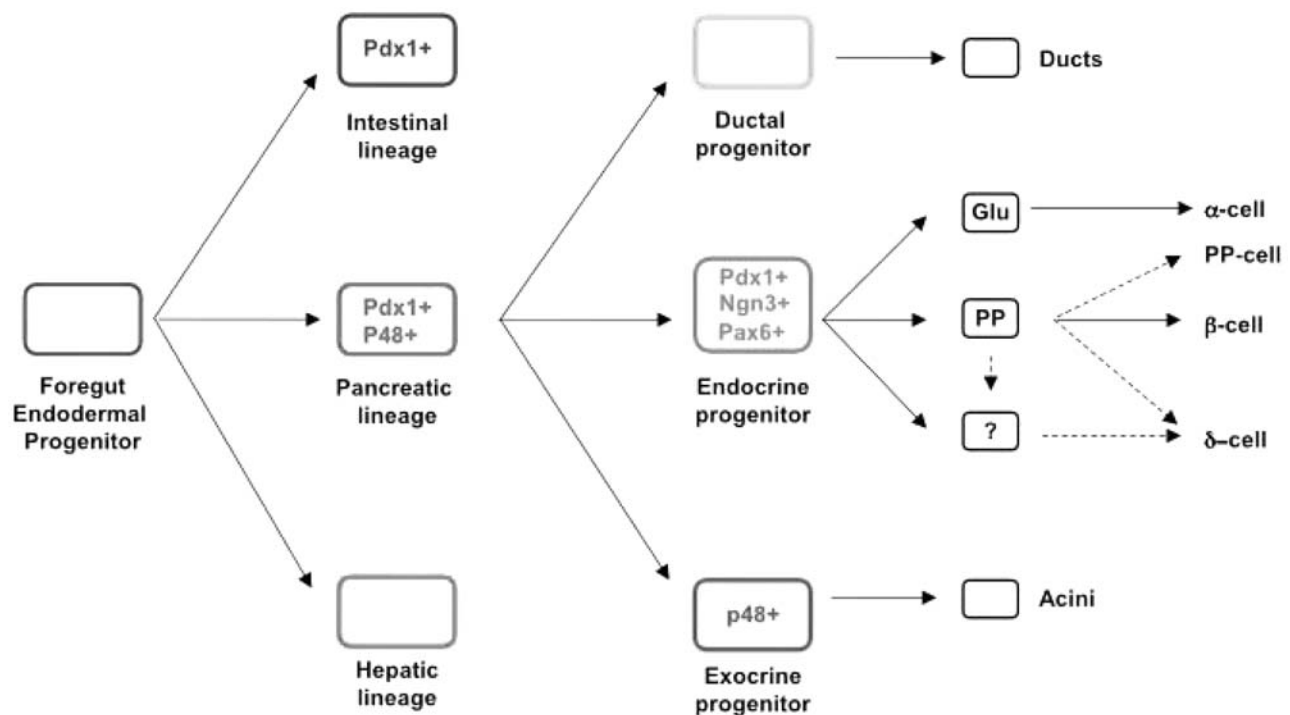 Pdx1+
Intestinal
lineage
Ductal
progenitor
Ducts
Foregut
Endodermal
Progenitor
Pdx1+
P48+
Pancreatic
lineage
Pdx1+
Ngn3+
Pax6+
Endocrine
progenitor
Glu
α-cell
PP-cell
PP
β-cell
?
δ–cell
Hepatic
lineage
p48+
Exocrine
progenitor
Acini